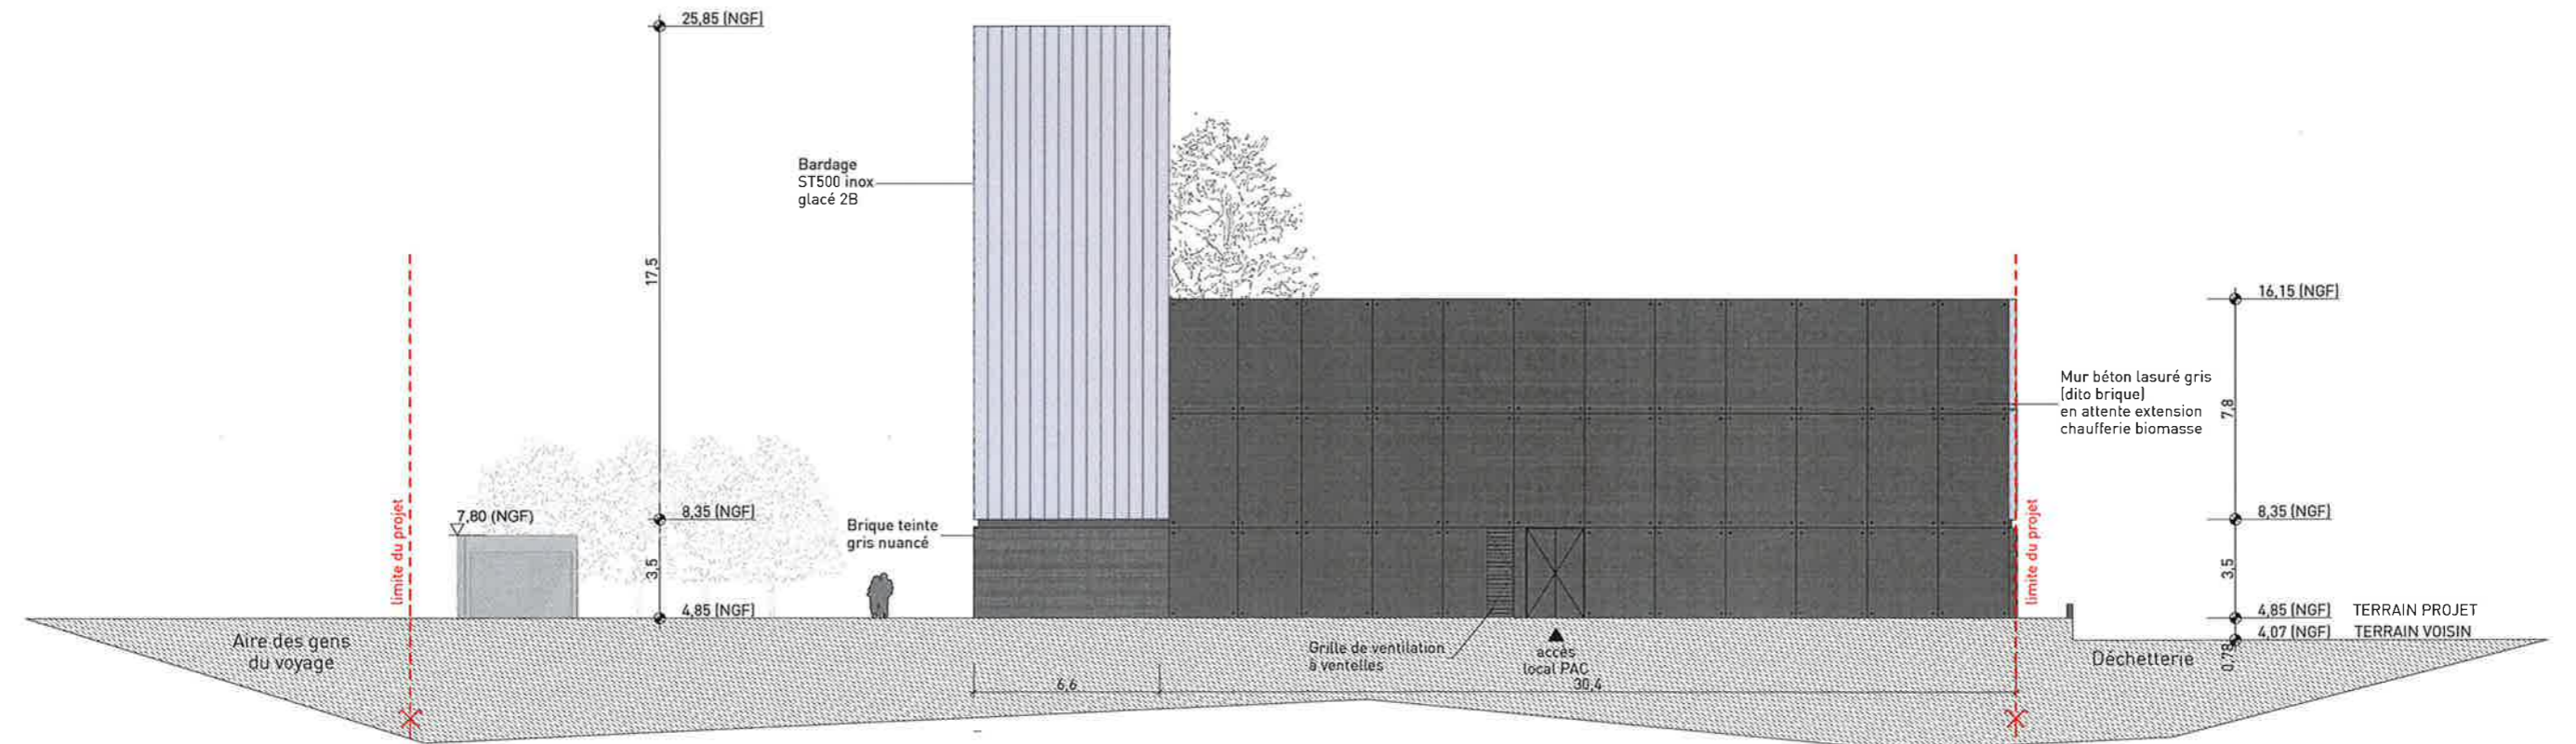 25,85 (NGF)
17,5
8,35 (NGF)
3,5
4,85 (NGF)
Bardage
ST500 inox
glacé 2B
Brique teinte
gris nuancé
limite du projet
7,80 (NGF)
Aire des gens
du voyage
6,6
30,4
Grille de ventilation
à ventelles
accès
local PAC
limite du projet
Mur béton lasuré gris
(dito brique)
en attente extension
chaufferie biomasse
16,15 (NGF)
7,8
8,35 (NGF)
3,5
4,85 (NGF) TERRAIN PROJET
4,07 (NGF) TERRAIN VOISIN
0,78
Déchetterie